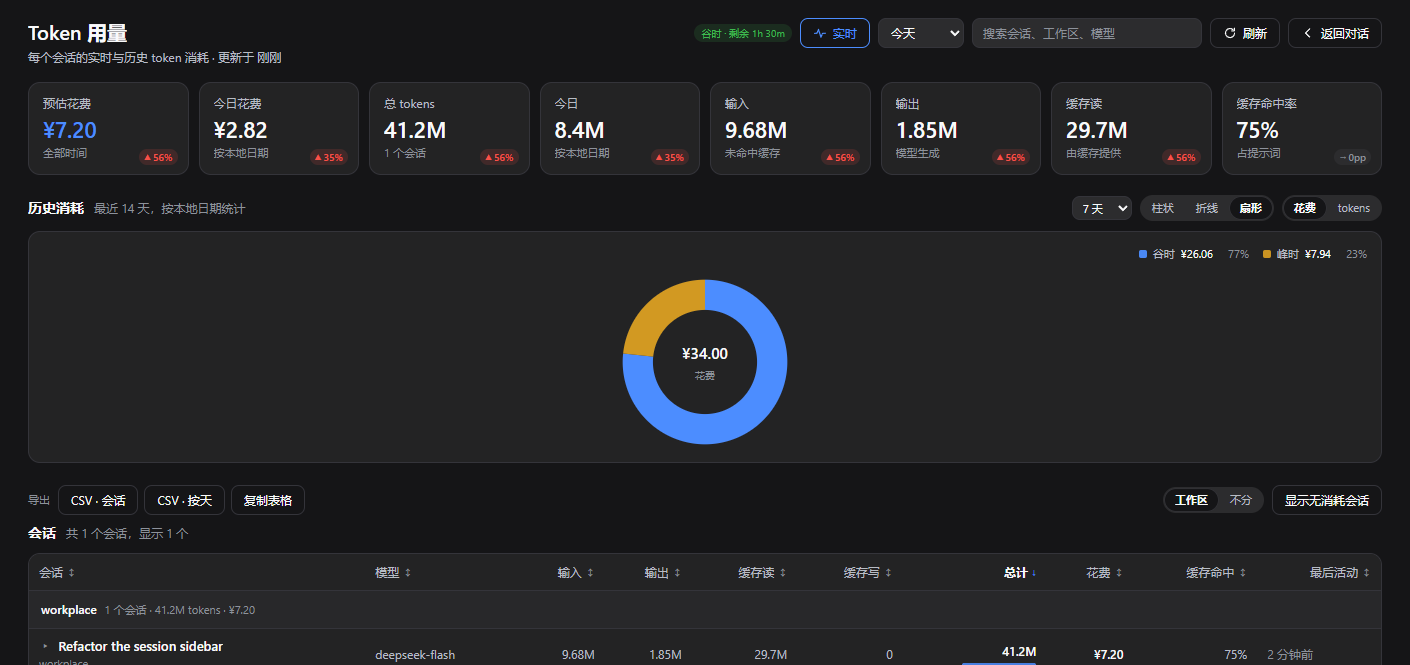 Token 用量
谷时 · 剩余 1h 30m
实时
今天
搜索会话、工作区、模型
刷新
返回对话
每个会话的实时与历史 token 消耗 · 更新于 刚刚
预估花费
¥7.20
全部时间
▲ 56%
今日花费
¥2.82
按本地日期
▲ 35%
总 tokens
41.2M
1 个会话
▲ 56%
今日
8.4M
按本地日期
▲ 35%
输入
9.68M
未命中缓存
▲ 56%
输出
1.85M
模型生成
▲ 56%
缓存读
29.7M
由缓存提供
▲ 56%
缓存命中率
75%
占提示词
→ 0pp
历史消耗 最近 14 天，按本地日期统计
7 天
柱状 折线 扇形
花费 tokens
谷时 ¥26.06 77% 峰时 ¥7.94 23%
¥34.00
花费
导出 CSV · 会话 CSV · 按天 复制表格
工作区 不分 显示无消耗会话
会话 共 1 个会话，显示 1 个
会话 ↕ 模型 ↕ 输入 ↕ 输出 ↕ 缓存读 ↕ 缓存写 ↕ 总计 ↓ 花费 ↕ 缓存命中 ↕ 最后活动 ↕
workplace 1 个会话 · 41.2M tokens · ¥7.20
Refactor the session sidebar
workplace
deepseek-flash 9.68M 1.85M 29.7M 0 41.2M ¥7.20 75% 2 分钟前